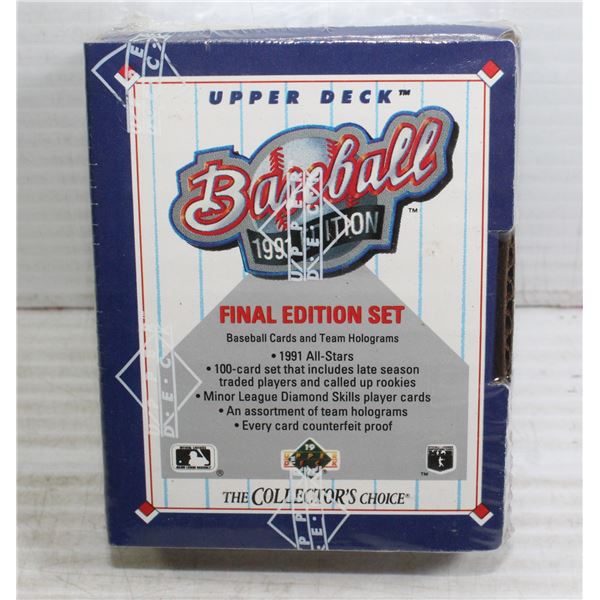 UPPER DECK™
Baseball™
1991 EDITION
FINAL EDITION SET
Baseball Cards and Team Holograms
• 1991 All-Stars
• 100-card set that includes late season
traded players and called up rookies
• Minor League Diamond Skills player cards
• An assortment of team holograms
• Every card counterfeit proof
THE COLLECTOR'S CHOICE®